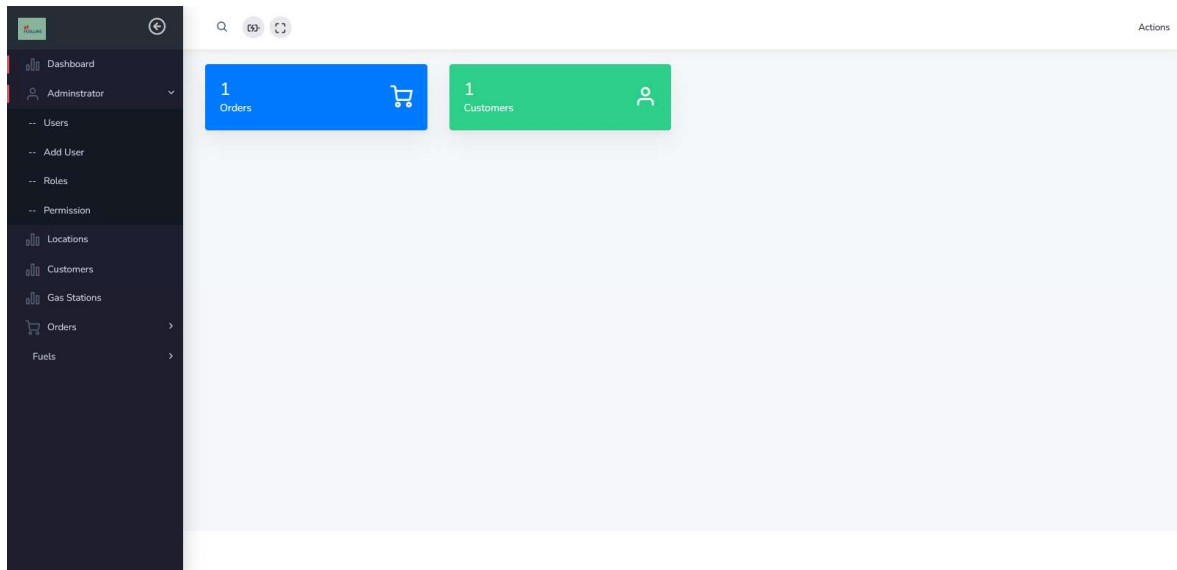 Actions
Dashboard
Adminstrator
-- Users
-- Add User
-- Roles
-- Permission
Locations
Customers
Gas Stations
Orders
Fuels
1
Orders
1
Customers